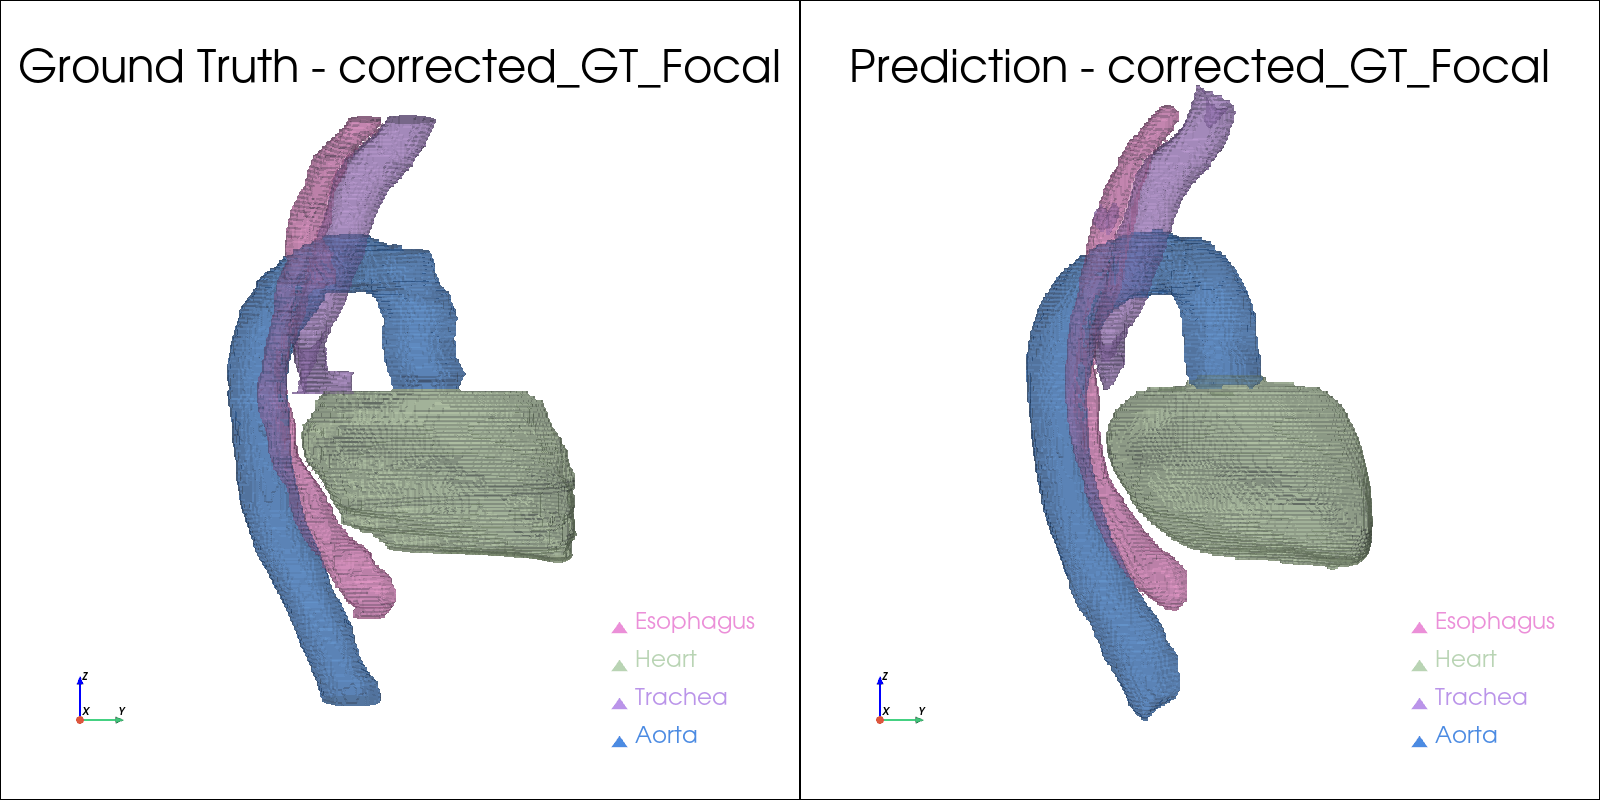 Ground Truth - corrected_GT_Focal
Esophagus
Heart
Trachea
Aorta
Z
X
Y
Prediction - corrected_GT_Focal
Esophagus
Heart
Trachea
Aorta
Z
X
Y